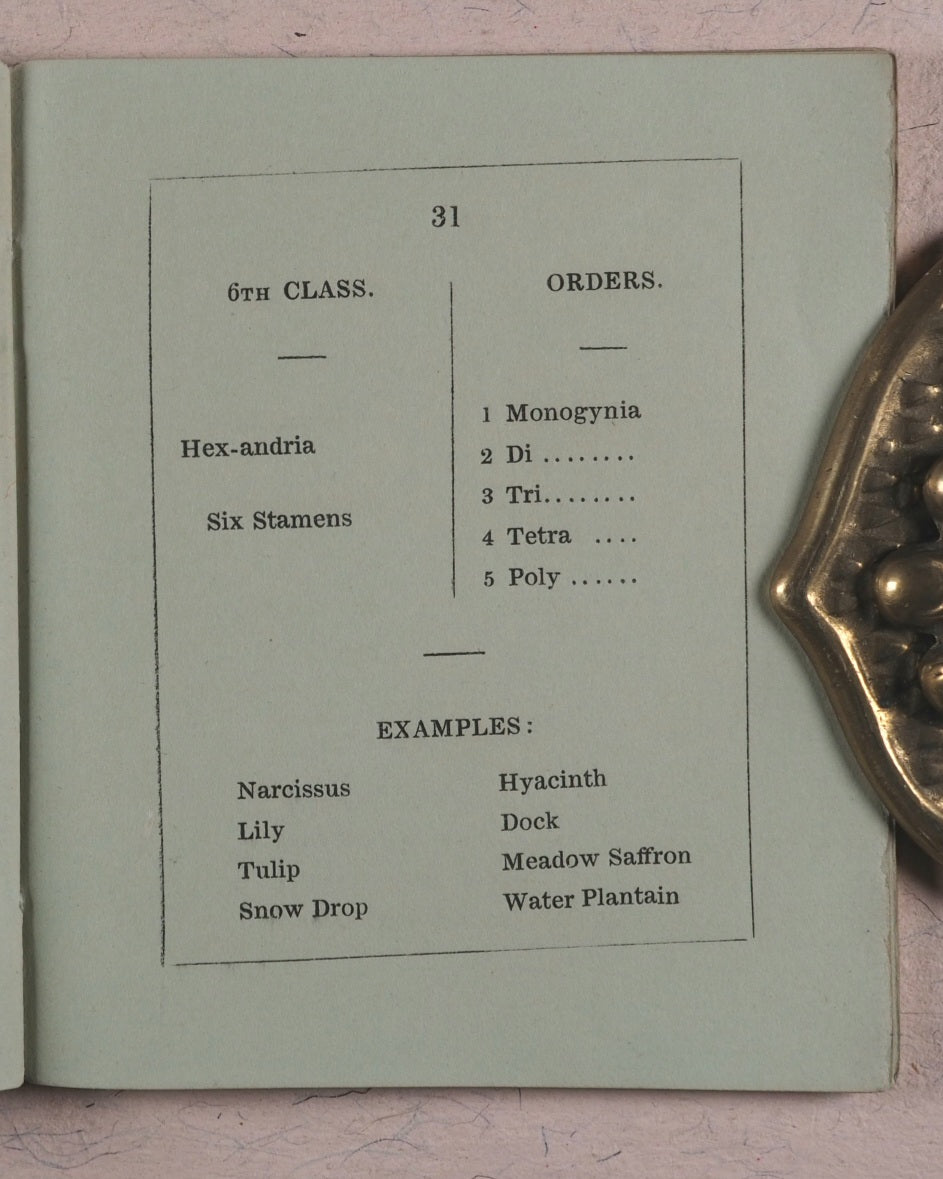 31
6TH CLASS.
Hex-andria
Six Stamens
ORDERS.
1 Monogynia
2 Di ........
3 Tri........
4 Tetra ....
5 Poly ......
EXAMPLES:
Narcissus
Lily
Tulip
Snow Drop
Hyacinth
Dock
Meadow Saffron
Water Plantain